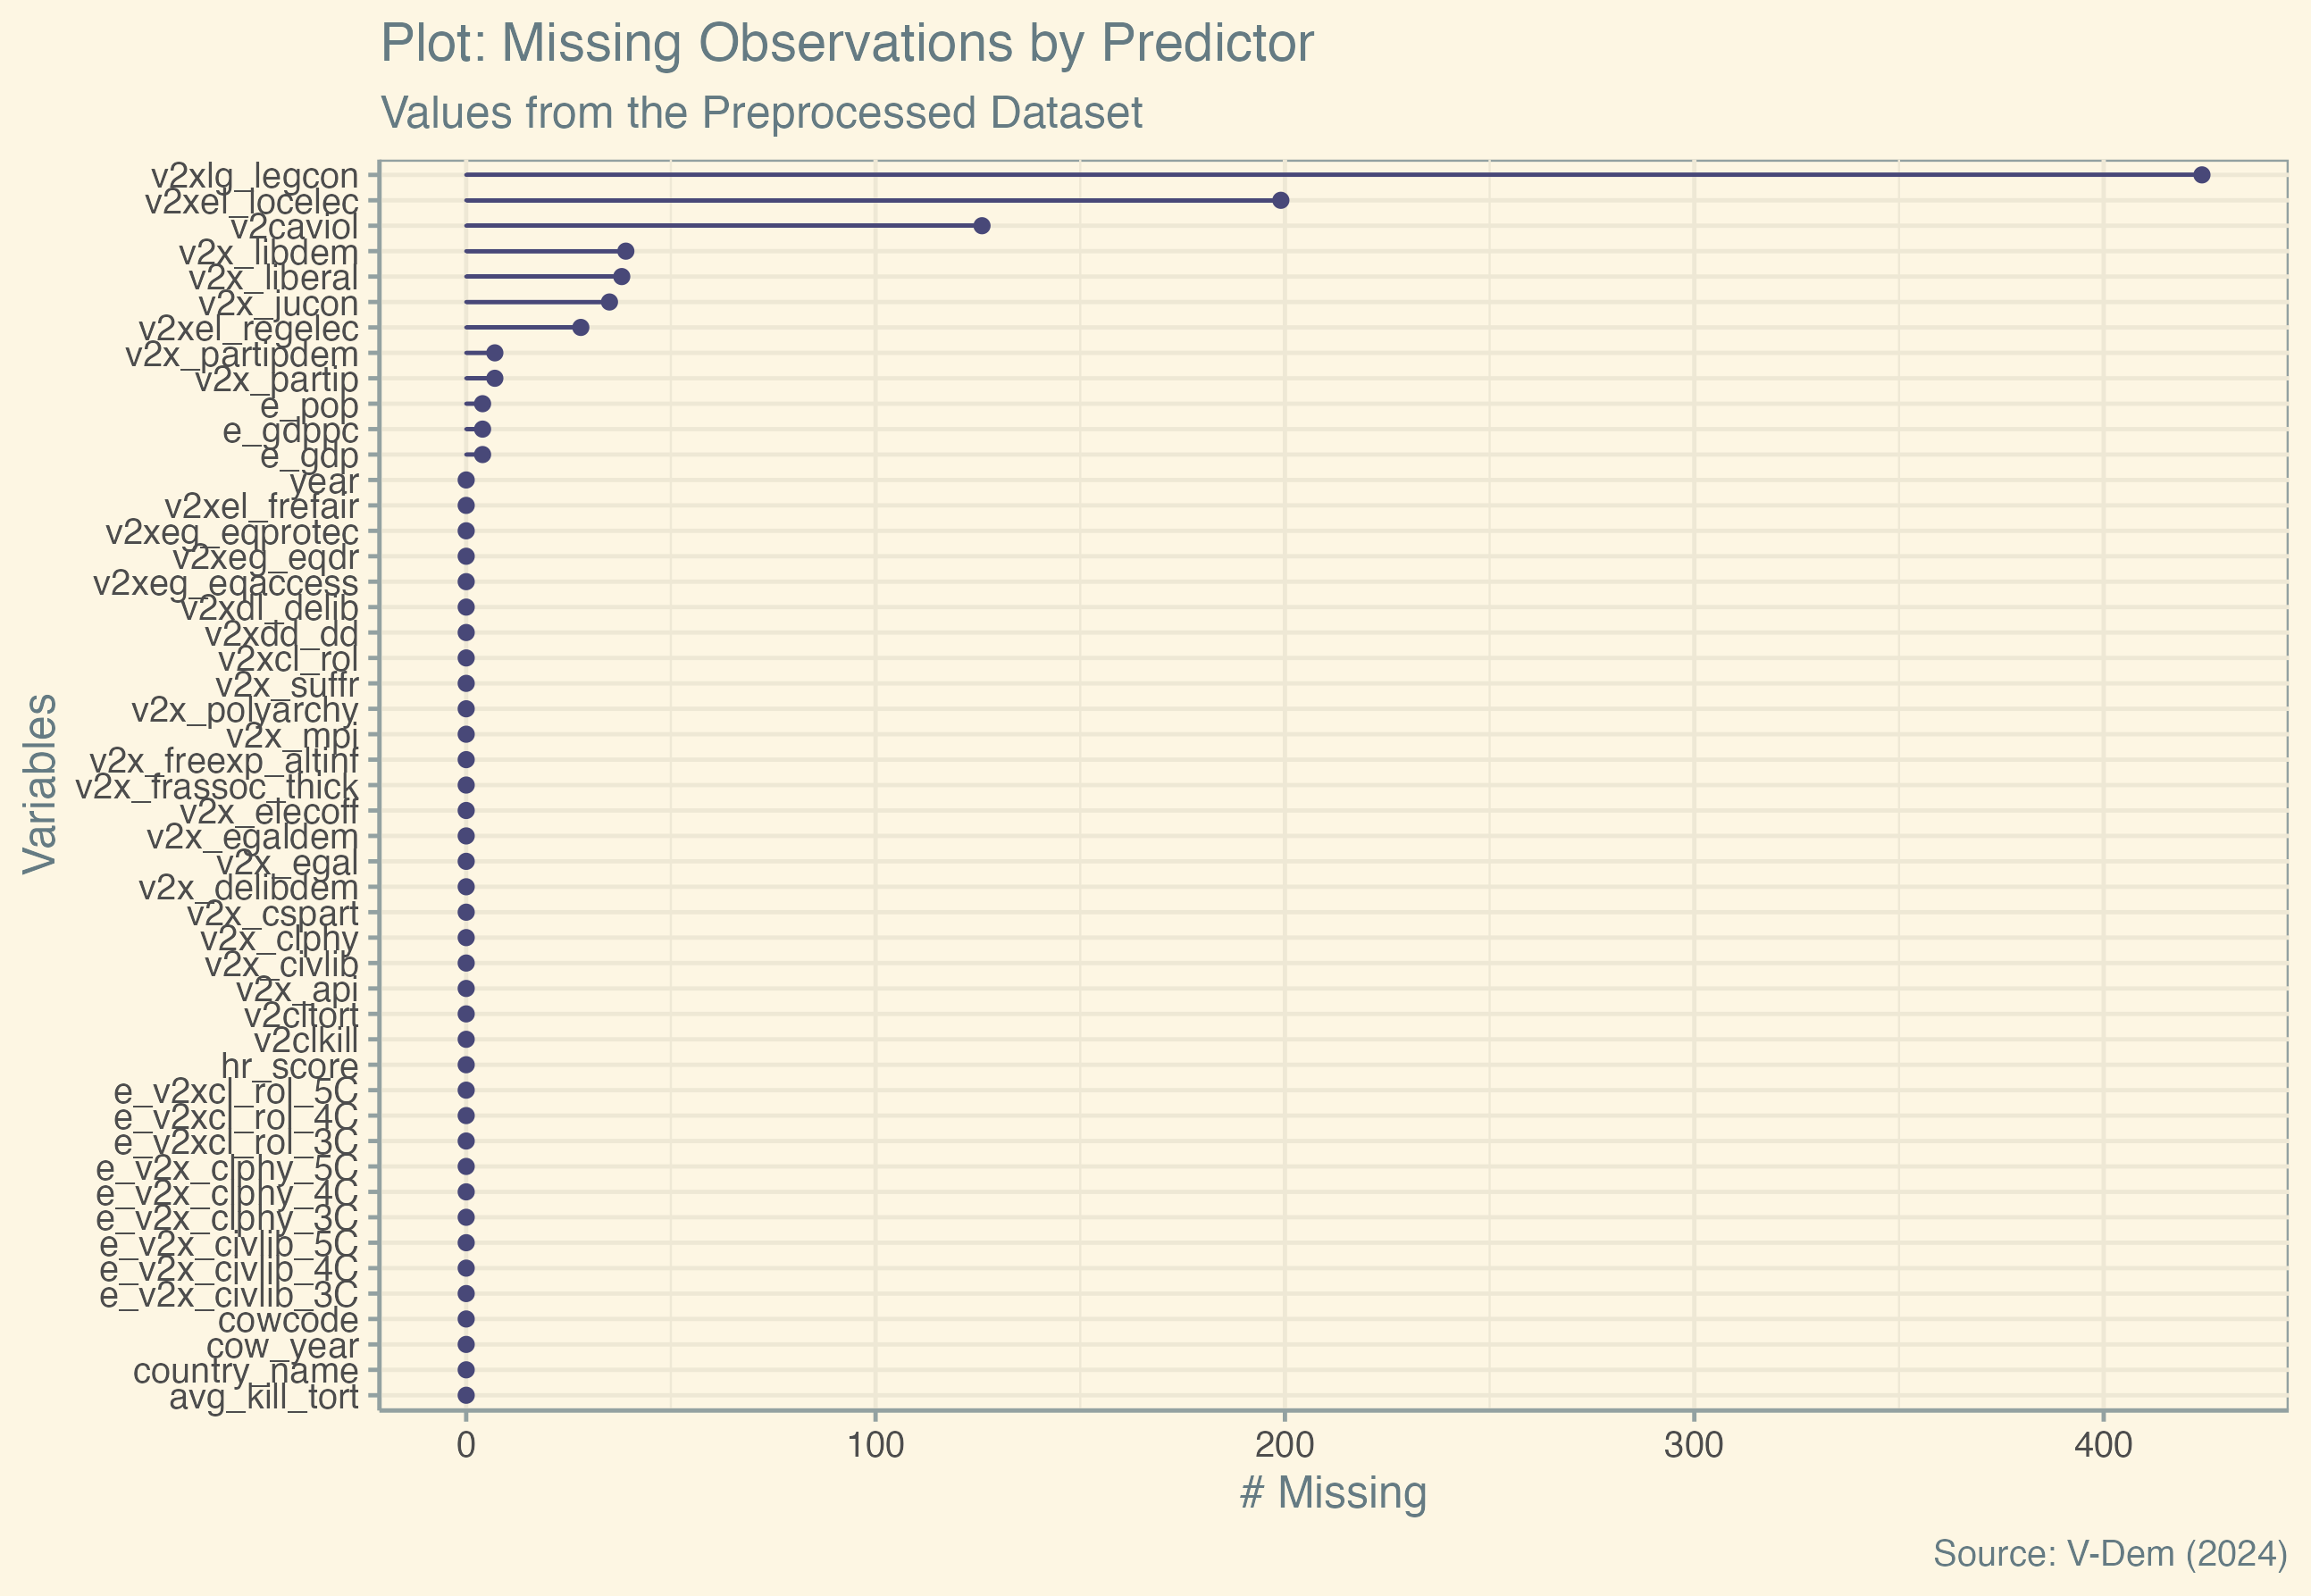 Plot: Missing Observations by Predictor
Values from the Preprocessed Dataset
v2xlg_legcon
v2xel_locelec
v2caviol
v2x_libdem
v2x_liberal
v2x_jucon
v2xel_regelec
v2x_partipdem
v2x_partip
e_pop
e_gdppc
e_gdp
year
v2xel_frefair
v2xeg_eqprotec
v2xeg_eqdr
v2xeg_eqaccess
v2xdl_delib
v2xdd_dd
v2xcl_rol
v2x_suffr
v2x_polyarchy
v2x_mpi
v2x_freexp_altinf
v2x_frassoc_thick
v2x_elecoff
v2x_egaldem
v2x_egal
v2x_delibdem
v2x_cspart
v2x_clphy
v2x_civlib
v2x_api
v2cltort
v2clkill
hr_score
e_v2xcl_rol_5C
e_v2xcl_rol_4C
e_v2xcl_rol_3C
e_v2x_clphy_5C
e_v2x_clphy_4C
e_v2x_clphy_3C
e_v2x_civlib_5C
e_v2x_civlib_4C
e_v2x_civlib_3C
cowcode
cow_year
country_name
avg_kill_tort
Variables
0 100 200 300 400
# Missing
Source: V-Dem (2024)